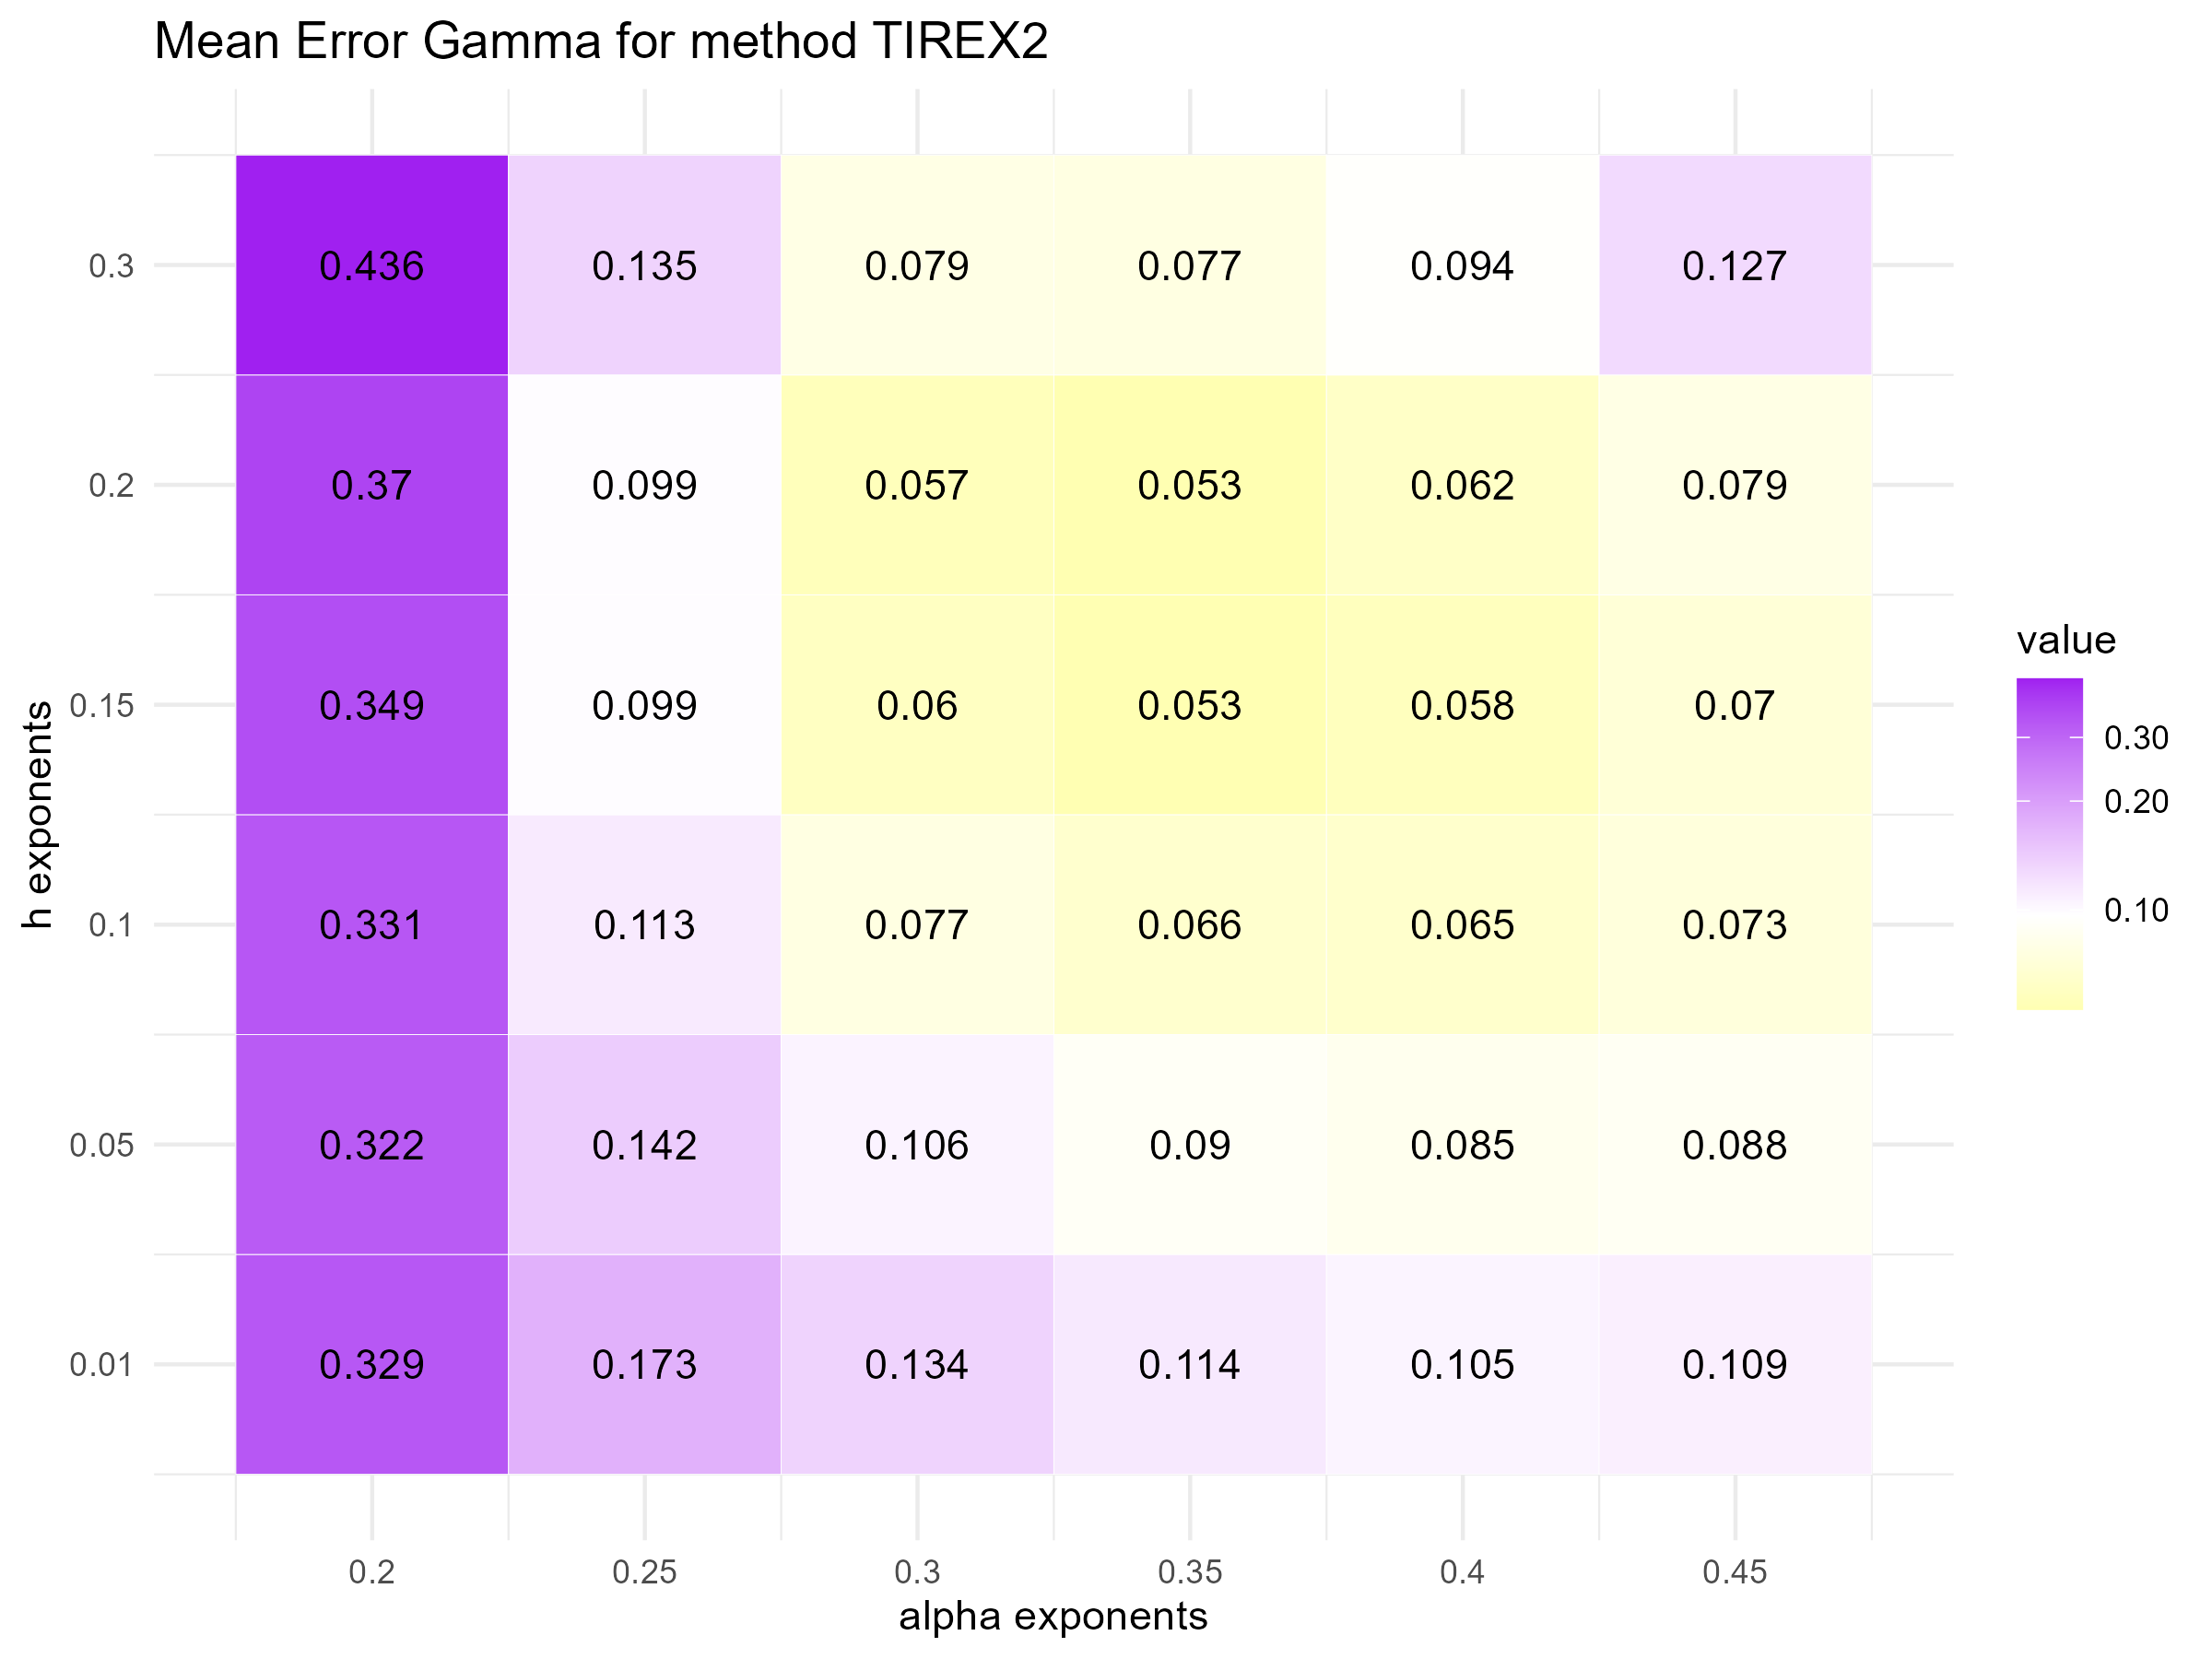 Mean Error Gamma for method TIREX2
0.3 0.436 0.135 0.079 0.077 0.094 0.127
0.2 0.37 0.099 0.057 0.053 0.062 0.079
0.15 0.349 0.099 0.06 0.053 0.058 0.07
0.1 0.331 0.113 0.077 0.066 0.065 0.073
0.05 0.322 0.142 0.106 0.09 0.085 0.088
0.01 0.329 0.173 0.134 0.114 0.105 0.109
0.2 0.25 0.3 0.35 0.4 0.45
alpha exponents
h exponents
value
0.30
0.20
0.10